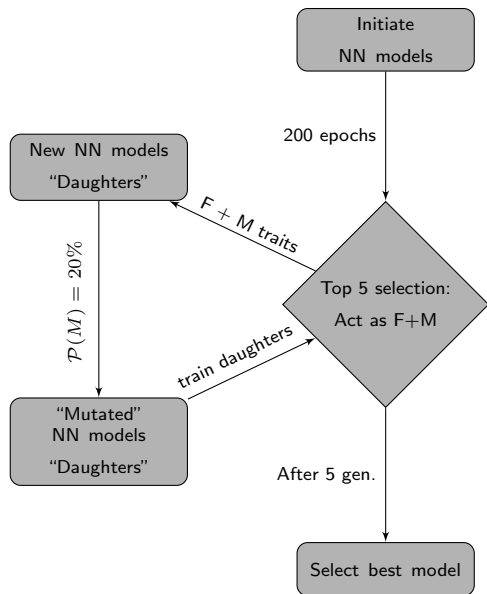 Initiate
NN models
200 epochs
New NN models
“Daughters”
F + M traits
Top 5 selection:
Act as F+M
𝒫(M) = 20%
train daughters
“Mutated”
NN models
“Daughters”
After 5 gen.
Select best model